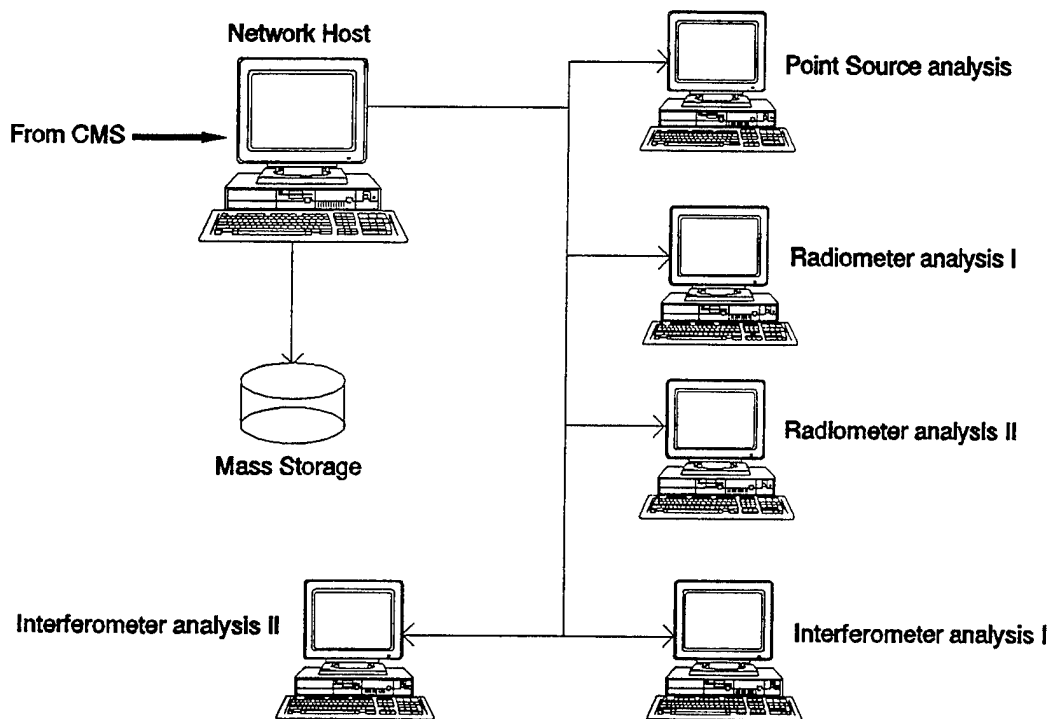 Network Host
Point Source analysis
From CMS
Radiometer analysis I
Radiometer analysis II
Mass Storage
Interferometer analysis II
Interferometer analysis I